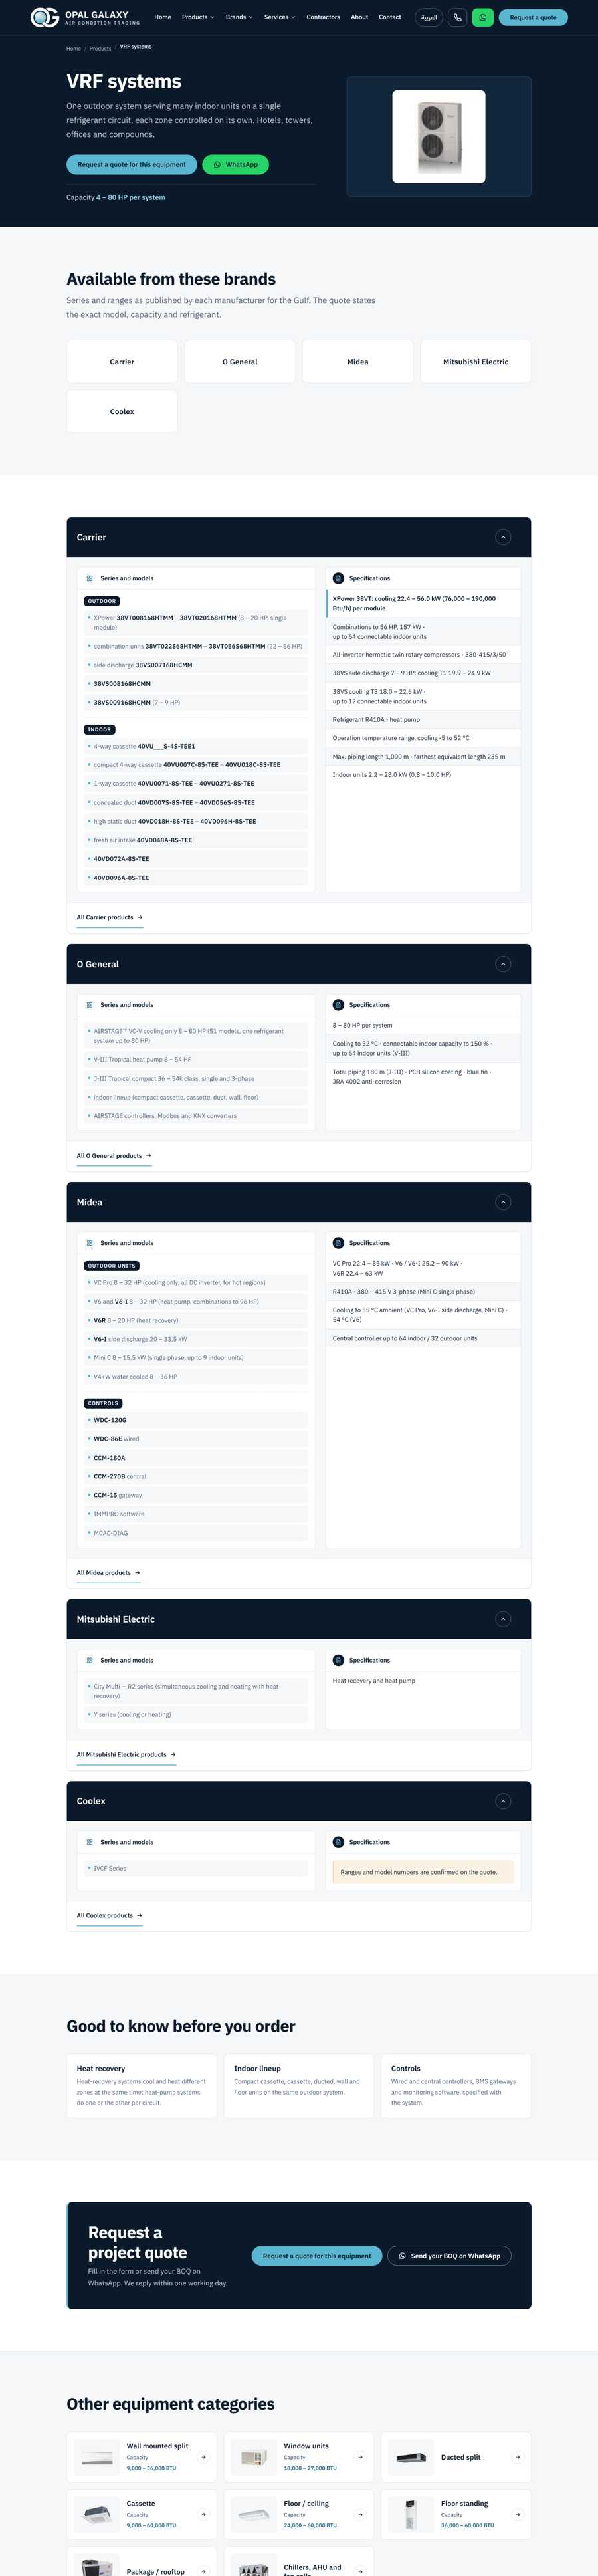 OPAL GALAXY
AIR CONDITION TRADING
Home
Products
Brands
Services
Contractors
About
Contact
العربية
Request a quote
Home / Products / VRF systems
VRF systems
One outdoor system serving many indoor units on a single
refrigerant circuit, each zone controlled on its own. Hotels, towers,
offices and compounds.
Request a quote for this equipment
WhatsApp
Capacity 4 – 80 HP per system
Available from these brands
Series and ranges as published by each manufacturer for the Gulf. The quote states
the exact model, capacity and refrigerant.
Carrier
O General
Midea
Mitsubishi Electric
Coolex
Carrier
Series and models
OUTDOOR
XPower 38VT008168HTMM – 38VT020168HTMM (8 – 20 HP, single
module)
combination units 38VT022S68HTMM – 38VT056S68HTMM (22 – 56 HP)
side discharge 38VS007168HCMM
38VS008168HCMM
38VS009168HCMM (7 – 9 HP)
INDOOR
4-way cassette 40VU___S-4S-TEE1
compact 4-way cassette 40VU007C-8S-TEE – 40VU018C-8S-TEE
1-way cassette 40VU0071-8S-TEE – 40VU0271-8S-TEE
concealed duct 40VD007S-8S-TEE – 40VD056S-8S-TEE
high static duct 40VD018H-8S-TEE – 40VD096H-8S-TEE
fresh air intake 40VD048A-8S-TEE
40VD072A-8S-TEE
40VD096A-8S-TEE
Specifications
XPower 38VT: cooling 22.4 – 56.0 kW (76,000 – 190,000
Btu/h) per module
Combinations to 56 HP, 157 kW ·
up to 64 connectable indoor units
All-inverter hermetic twin rotary compressors · 380-415/3/50
38VS side discharge 7 – 9 HP: cooling T1 19.9 – 24.9 kW
38VS cooling T3 18.0 – 22.6 kW ·
up to 12 connectable indoor units
Refrigerant R410A · heat pump
Operation temperature range, cooling -5 to 52 °C
Max. piping length 1,000 m · farthest equivalent length 235 m
Indoor units 2.2 – 28.0 kW (0.8 – 10.0 HP)
All Carrier products
O General
Series and models
AIRSTAGE™ VC-V cooling only 8 – 80 HP (51 models, one refrigerant
system up to 80 HP)
V-III Tropical heat pump 8 – 54 HP
J-III Tropical compact 36 – 54k class, single and 3-phase
indoor lineup (compact cassette, cassette, duct, wall, floor)
AIRSTAGE controllers, Modbus and KNX converters
Specifications
8 – 80 HP per system
Cooling to 52 °C · connectable indoor capacity to 150 % ·
up to 64 indoor units (V-III)
Total piping 180 m (J-III) · PCB silicon coating · blue fin ·
JRA 4002 anti-corrosion
All O General products
Midea
Series and models
OUTDOOR UNITS
VC Pro 8 – 32 HP (cooling only, all DC inverter, for hot regions)
V6 and V6-I 8 – 32 HP (heat pump, combinations to 96 HP)
V6R 8 – 20 HP (heat recovery)
V6-I side discharge 20 – 33.5 kW
Mini C 8 – 15.5 kW (single phase, up to 9 indoor units)
V4+W water cooled 8 – 36 HP
CONTROLS
WDC-120G
WDC-86E wired
CCM-180A
CCM-270B central
CCM-15 gateway
IMMPRO software
MCAC-DIAG
Specifications
VC Pro 22.4 – 85 kW · V6 / V6-I 25.2 – 90 kW ·
V6R 22.4 – 63 kW
R410A · 380 – 415 V 3-phase (Mini C single phase)
Cooling to 55 °C ambient (VC Pro, V6-I side discharge, Mini C) ·
54 °C (V6)
Central controller up to 64 indoor / 32 outdoor units
All Midea products
Mitsubishi Electric
Series and models
City Multi — R2 series (simultaneous cooling and heating with heat
recovery)
Y series (cooling or heating)
Specifications
Heat recovery and heat pump
All Mitsubishi Electric products
Coolex
Series and models
IVCF Series
Specifications
Ranges and model numbers are confirmed on the quote.
All Coolex products
Good to know before you order
Heat recovery
Heat-recovery systems cool and heat different
zones at the same time; heat-pump systems
do one or the other per circuit.
Indoor lineup
Compact cassette, cassette, ducted, wall and
floor units on the same outdoor system.
Controls
Wired and central controllers, BMS gateways
and monitoring software, specified with
the system.
Request a
project quote
Fill in the form or send your BOQ on
WhatsApp. We reply within one working day.
Request a quote for this equipment
Send your BOQ on WhatsApp
Other equipment categories
Wall mounted split
Capacity
9,000 – 36,000 BTU
Window units
Capacity
18,000 – 27,000 BTU
Ducted split
Cassette
Capacity
9,000 – 60,000 BTU
Floor / ceiling
Capacity
24,000 – 60,000 BTU
Floor standing
Capacity
36,000 – 60,000 BTU
Package / rooftop
Chillers, AHU and